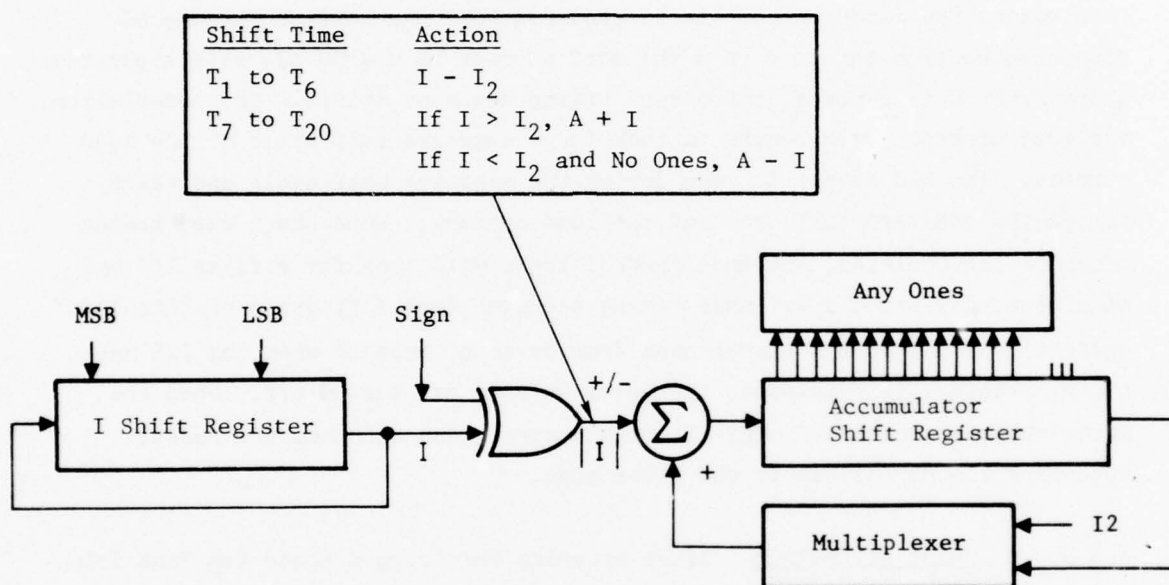 Shift Time Action
T1 to T6 I - I2
T7 to T20 If I > I2, A + I
If I < I2 and No Ones, A - I
Any Ones
MSB LSB Sign
+/-
I Shift Register
I
|I|
Σ
+
Accumulator
Shift Register
I2
Multiplexer